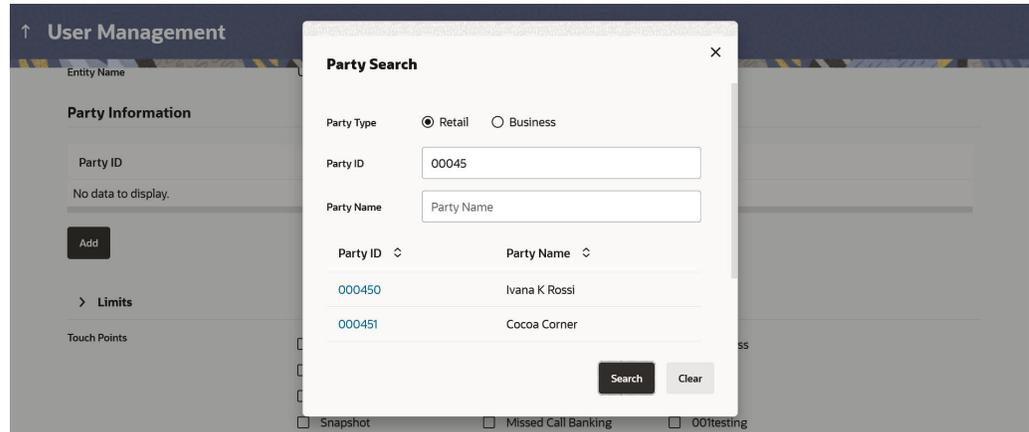 User Management
Entity Name
Party Information
Party ID
No data to display.
Add
Limits
Touch Points
Party Search
Party Type Retail Business
Party ID 00045
Party Name Party Name
Party ID Party Name
000450 Ivana K Rossi
000451 Cocoa Corner
Search Clear
ss
Snapshot Missed Call Banking 001testing